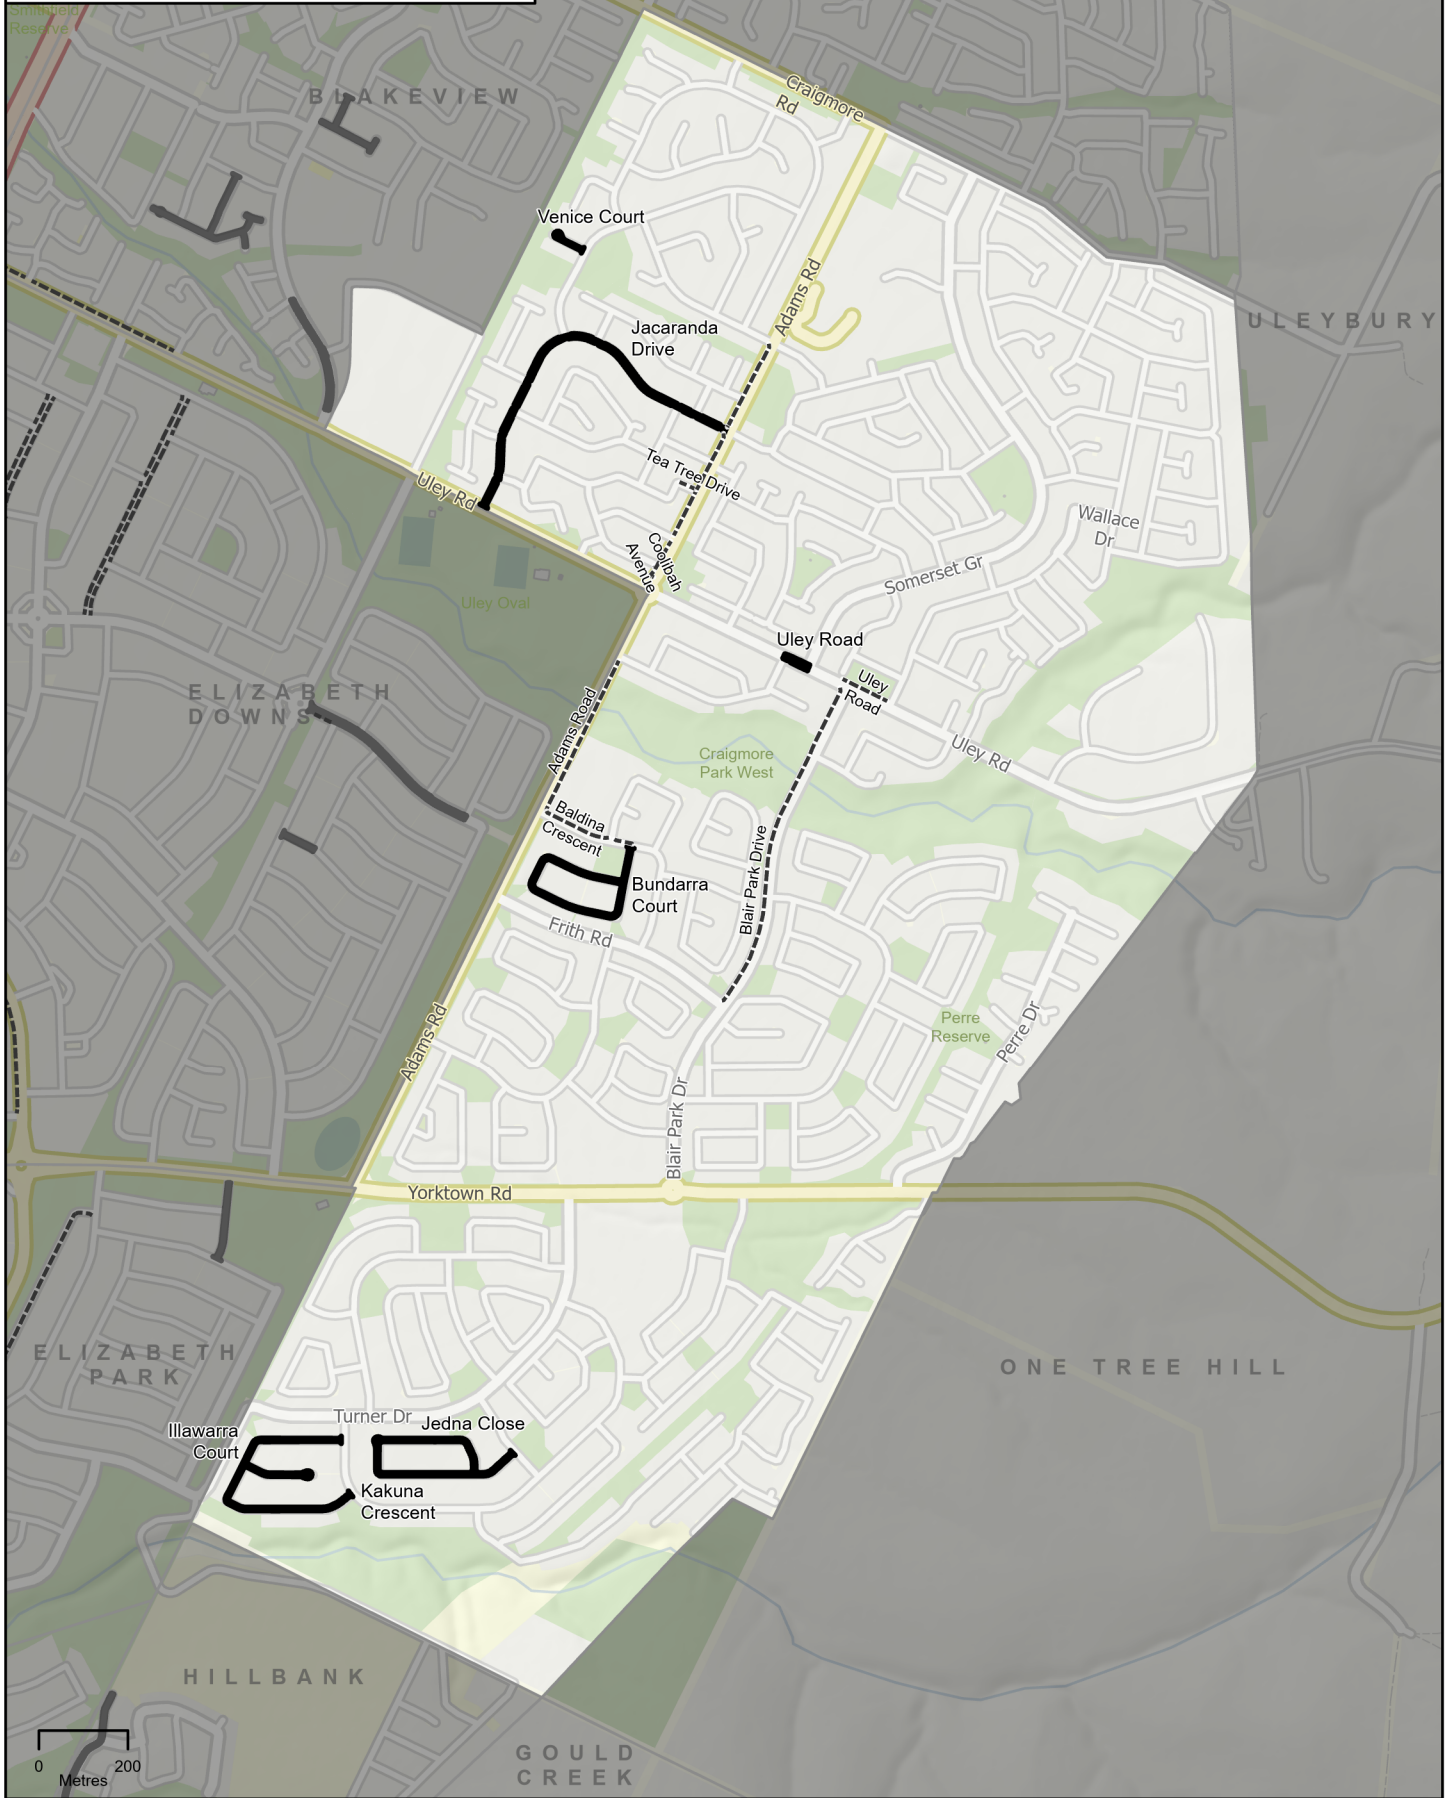 Smithfield
Reserve
BLAKEVIEW
Craigmore
Rd
Venice Court
Adams Rd
ULEYBURY
Jacaranda
Drive
Tea Tree Drive
Uley Rd
Wallace
Dr
Coolibah
Avenue
Somerset Gr
Uley Oval
Uley Road
Uley
Road
ELIZABETH
DOWNS
Adams Road
Craigmore
Park West
Uley Rd
Baldina
Crescent
Blair Park Drive
Bundarra
Court
Frith Rd
Perre
Reserve
Perre Dr
Adams Rd
Blair Park Dr
Yorktown Rd
ELIZABETH
PARK
ONE TREE HILL
Turner Dr
Jedna Close
Illawarra
Court
Kakuna
Crescent
HILLBANK
GOULD
CREEK
0 200
Metres